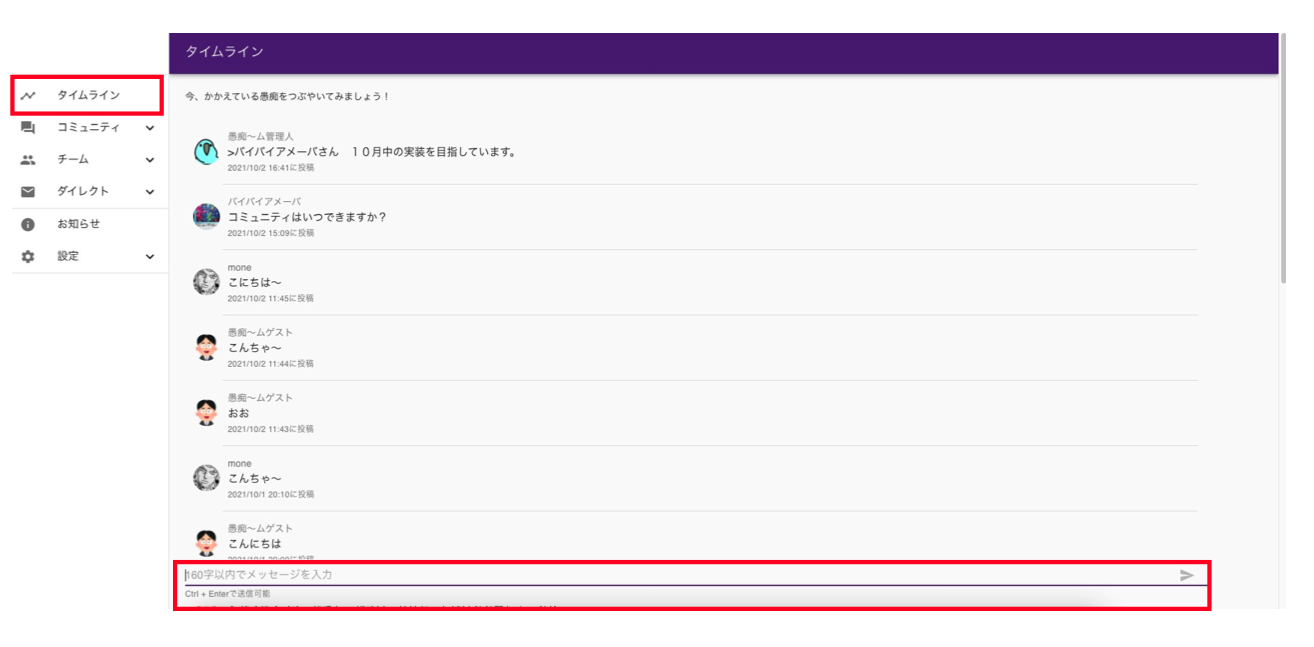 タイムライン
タイムライン
コミュニティ
チーム
ダイレクト
お知らせ
設定
今、かかえている愚痴をつぶやいてみましょう！
愚痴〜ム管理人
>バイバイアメーバさん　１０月中の実装を目指しています。
2021/10/2 16:41に投稿
バイバイアメーバ
コミュニティはいつできますか？
2021/10/2 15:09に投稿
mone
こにちは〜
2021/10/2 11:45に投稿
愚痴〜ムゲスト
こんちゃ〜
2021/10/2 11:44に投稿
愚痴〜ムゲスト
おお
2021/10/2 11:43に投稿
mone
こんちゃ〜
2021/10/1 20:10に投稿
愚痴〜ムゲスト
こんにちは
160字以内でメッセージを入力
Ctrl + Enterで送信可能